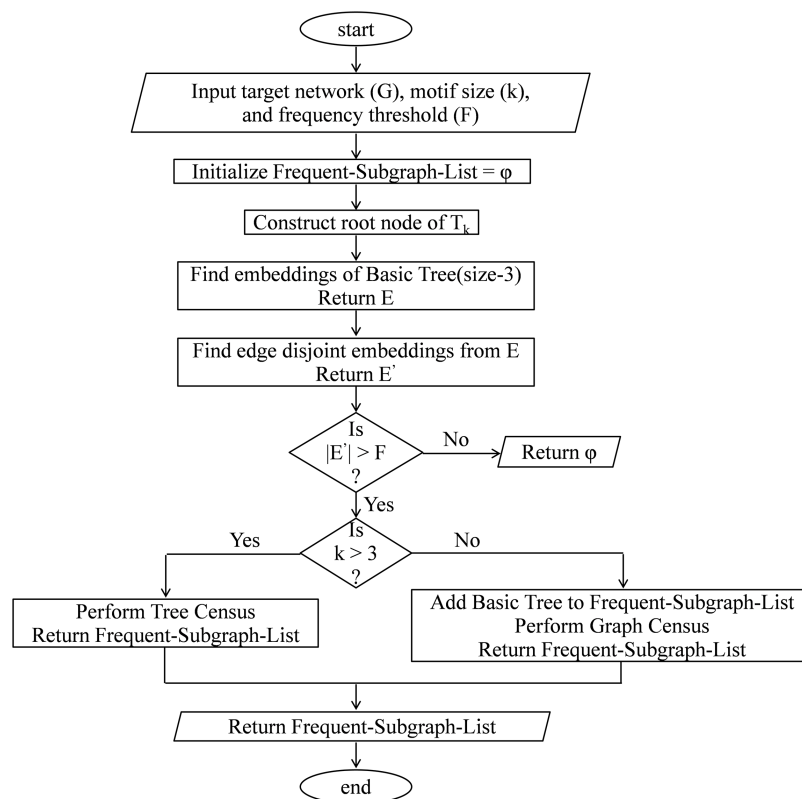 start
Input target network (G), motif size (k),
and frequency threshold (F)
Initialize Frequent-Subgraph-List = φ
Construct root node of Tk
Find embeddings of Basic Tree(size-3)
Return E
Find edge disjoint embeddings from E
Return E’
Is
|E’| > F
?
No
Return φ
Yes
Is
k > 3
?
Yes
No
Perform Tree Census
Return Frequent-Subgraph-List
Add Basic Tree to Frequent-Subgraph-List
Perform Graph Census
Return Frequent-Subgraph-List
Return Frequent-Subgraph-List
end